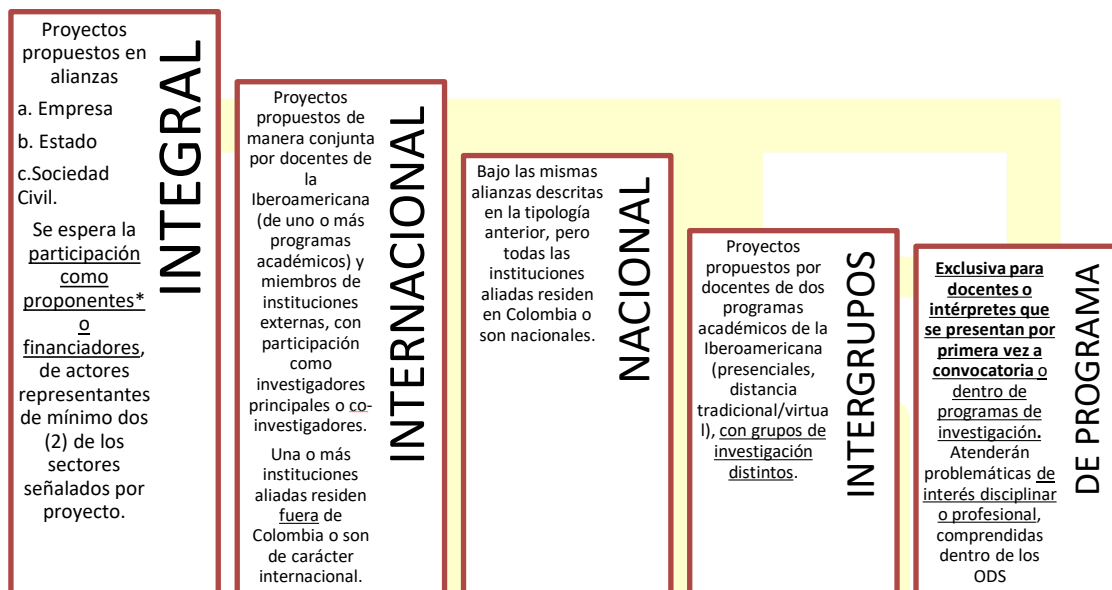 Proyectos
propuestos en
alianzas
a. Empresa
b. Estado
c.Sociedad
Civil.
Se espera la
participación
como
proponentes*
o
financiadores,
de actores
representantes
de mínimo dos
(2) de los
sectores
señalados por
proyecto.
INTEGRAL
Proyectos
propuestos de
manera conjunta
por docentes de
la
Iberoamericana
(de uno o más
programas
académicos) y
miembros de
instituciones
externas, con
participación
como
investigadores
principales o co-
investigadores.
Una o más
instituciones
aliadas residen
fuera de
Colombia o son
de carácter
internacional.
INTERNACIONAL
Bajo las mismas
alianzas descritas
en la tipología
anterior, pero
todas las
instituciones
aliadas residen
en Colombia o
son nacionales.
NACIONAL
Proyectos
propuestos por
docentes de dos
programas
académicos de la
Iberoamericana
(presenciales,
distancia
tradicional/virtua
l), con grupos de
investigación
distintos.
INTERGRUPOS
Exclusiva para
docentes o
intérpretes que
se presentan por
primera vez a
convocatoria o
dentro de
programas de
investigación.
Atenderán
problemáticas de
interés disciplinar
o profesional,
comprendidas
dentro de los
ODS
DE PROGRAMA